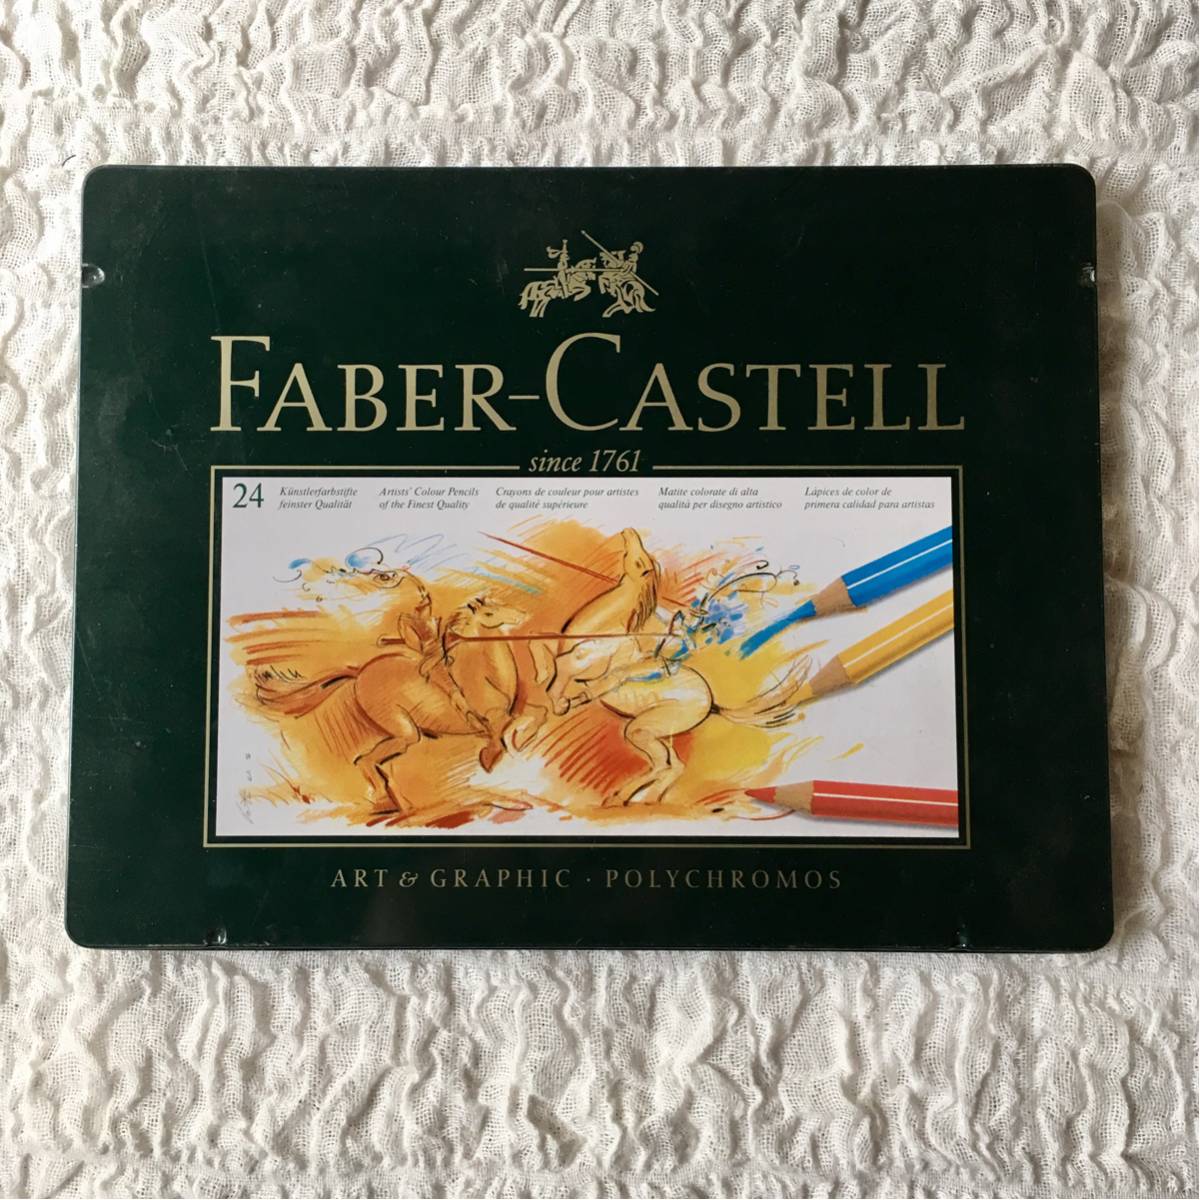 FABER-CASTELL
since 1761
24
Künstlerfarbstifte
feinster Qualität
Artists' Colour Pencils
of the Finest Quality
Crayons de couleur pour artistes
de qualité supérieure
Matite colorate di alta
qualità per disegno artistico
Lápices de color de
primera calidad para artistas
ART & GRAPHIC · POLYCHROMOS